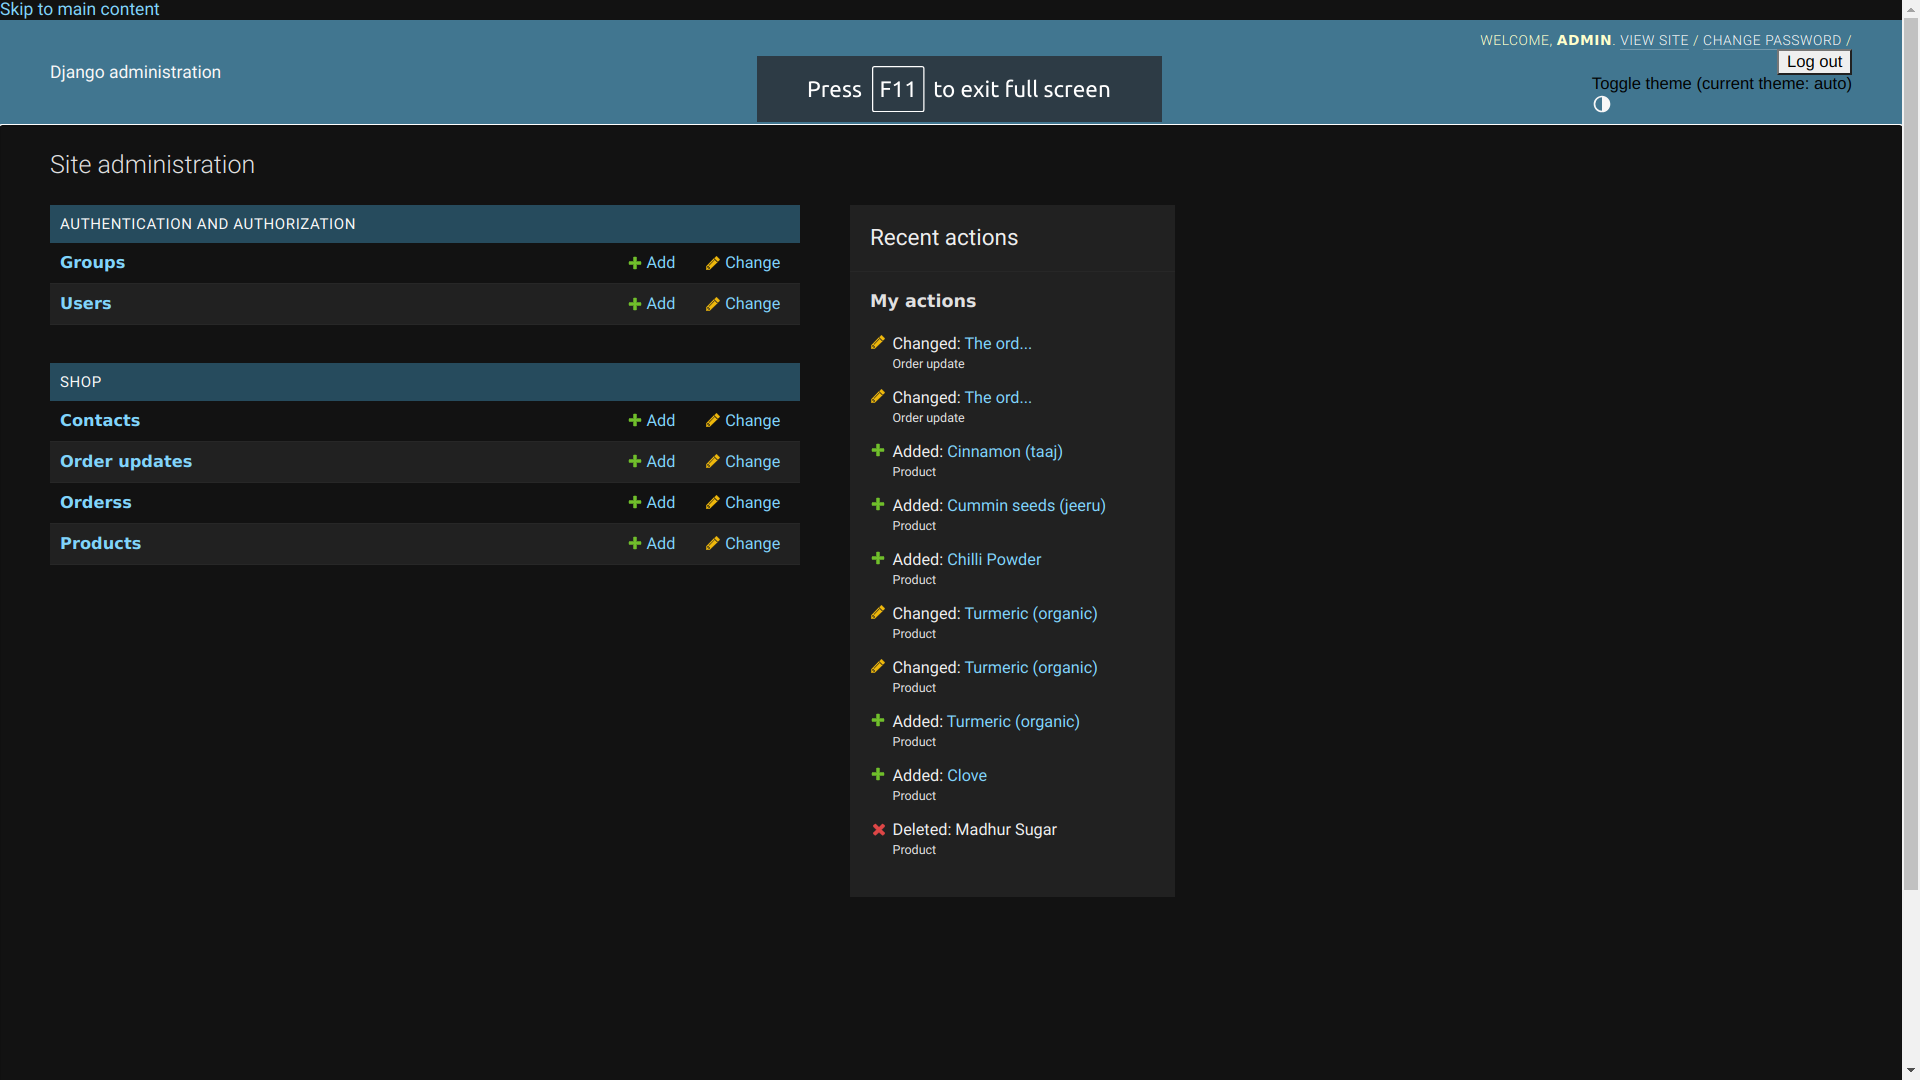 Skip to main content
WELCOME, ADMIN. VIEW SITE / CHANGE PASSWORD /
Log out
Django administration
Press F11 to exit full screen
Toggle theme (current theme: auto)
Site administration
AUTHENTICATION AND AUTHORIZATION
Groups Add Change
Users Add Change
SHOP
Contacts Add Change
Order updates Add Change
Orderss Add Change
Products Add Change
Recent actions
My actions
Changed: The ord...
Order update
Changed: The ord...
Order update
Added: Cinnamon (taaj)
Product
Added: Cummin seeds (jeeru)
Product
Added: Chilli Powder
Product
Changed: Turmeric (organic)
Product
Changed: Turmeric (organic)
Product
Added: Turmeric (organic)
Product
Added: Clove
Product
Deleted: Madhur Sugar
Product